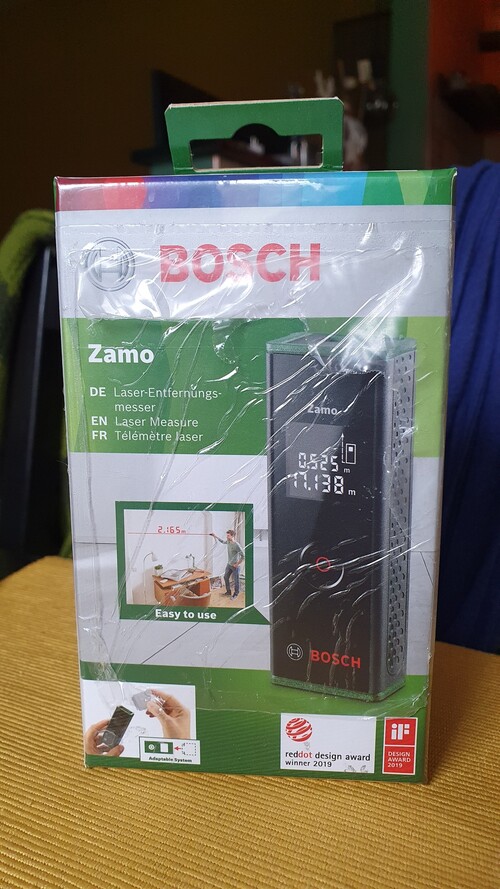 BOSCH
Zamo
DE Laser-Entfernungs-
messer
EN Laser Measure
FR Télémètre laser
Zamo
0.525 m
17.138 m
2.165m
Easy to use
BOSCH
Adaptable System
reddot design award
winner 2019
iF
DESIGN
AWARD
2019